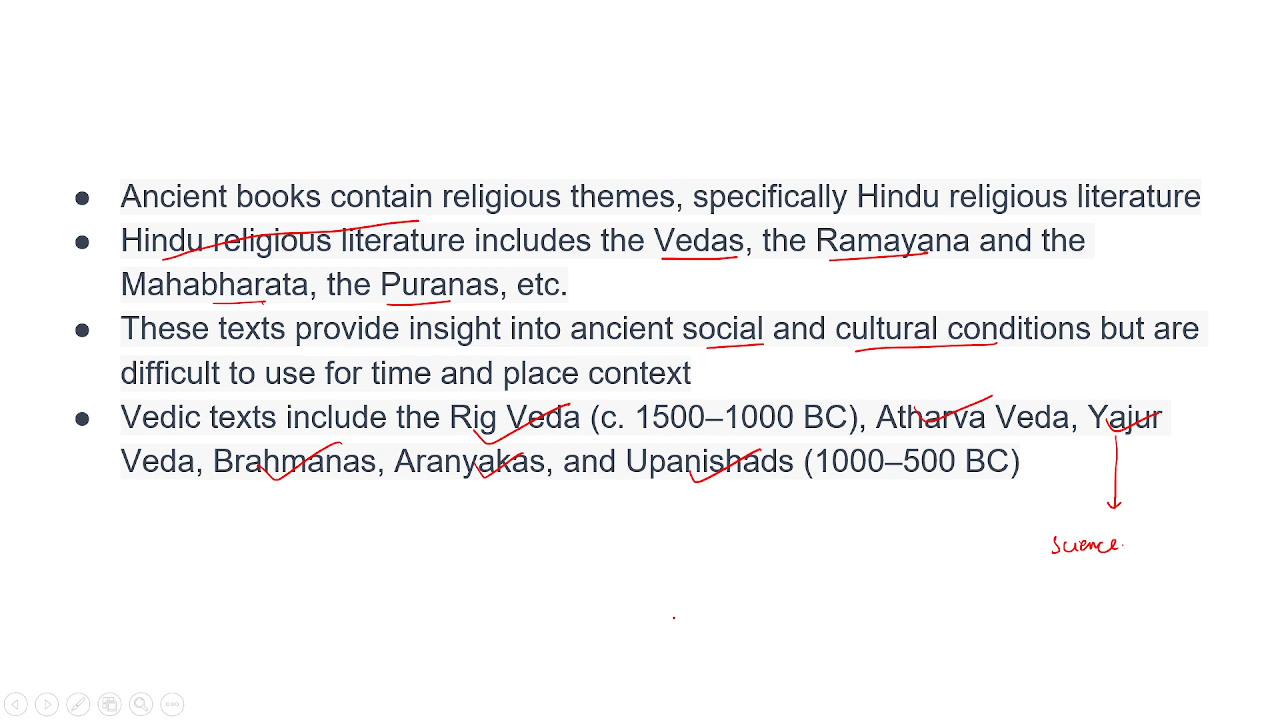 ● Ancient books contain religious themes, specifically Hindu religious literature
● Hindu religious literature includes the Vedas, the Ramayana and the
Mahabharata, the Puranas, etc.
● These texts provide insight into ancient social and cultural conditions but are
difficult to use for time and place context
● Vedic texts include the Rig Veda (c. 1500–1000 BC), Atharva Veda, Yajur
Veda, Brahmanas, Aranyakas, and Upanishads (1000–500 BC)
Science.